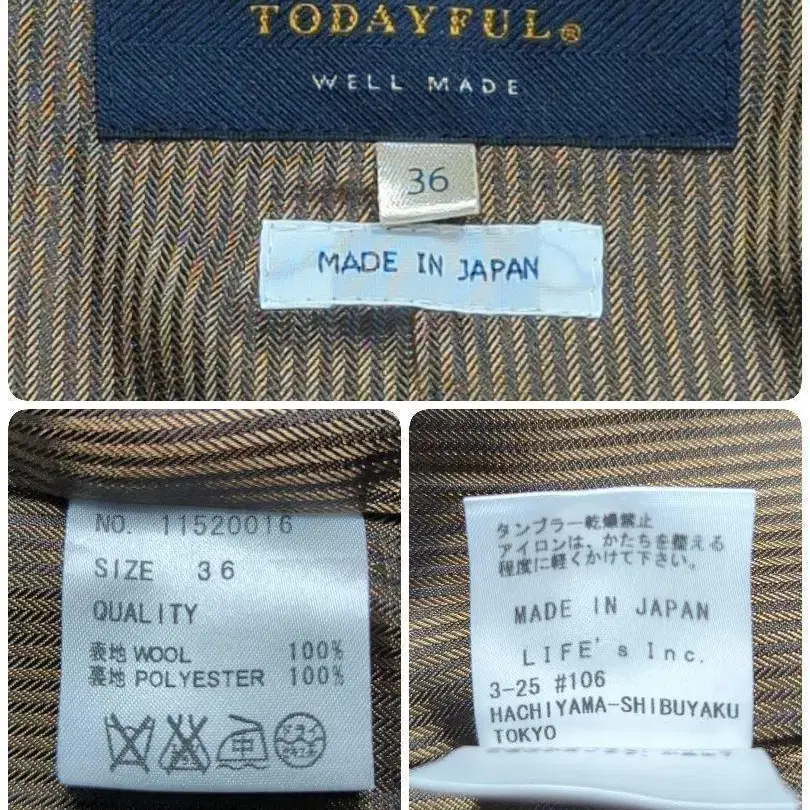 TODAYFUL®
WELL MADE
36
MADE IN JAPAN
NO. 11520016
SIZE 36
QUALITY
表地 WOOL 100%
裏地 POLYESTER 100%
中
タンブラー乾燥禁止
アイロンは、かたちを整える
程度に軽くかけて下さい。
MADE IN JAPAN
LIFE's Inc.
3-25 #106
HACHIYAMA-SHIBUYAKU
TOKYO